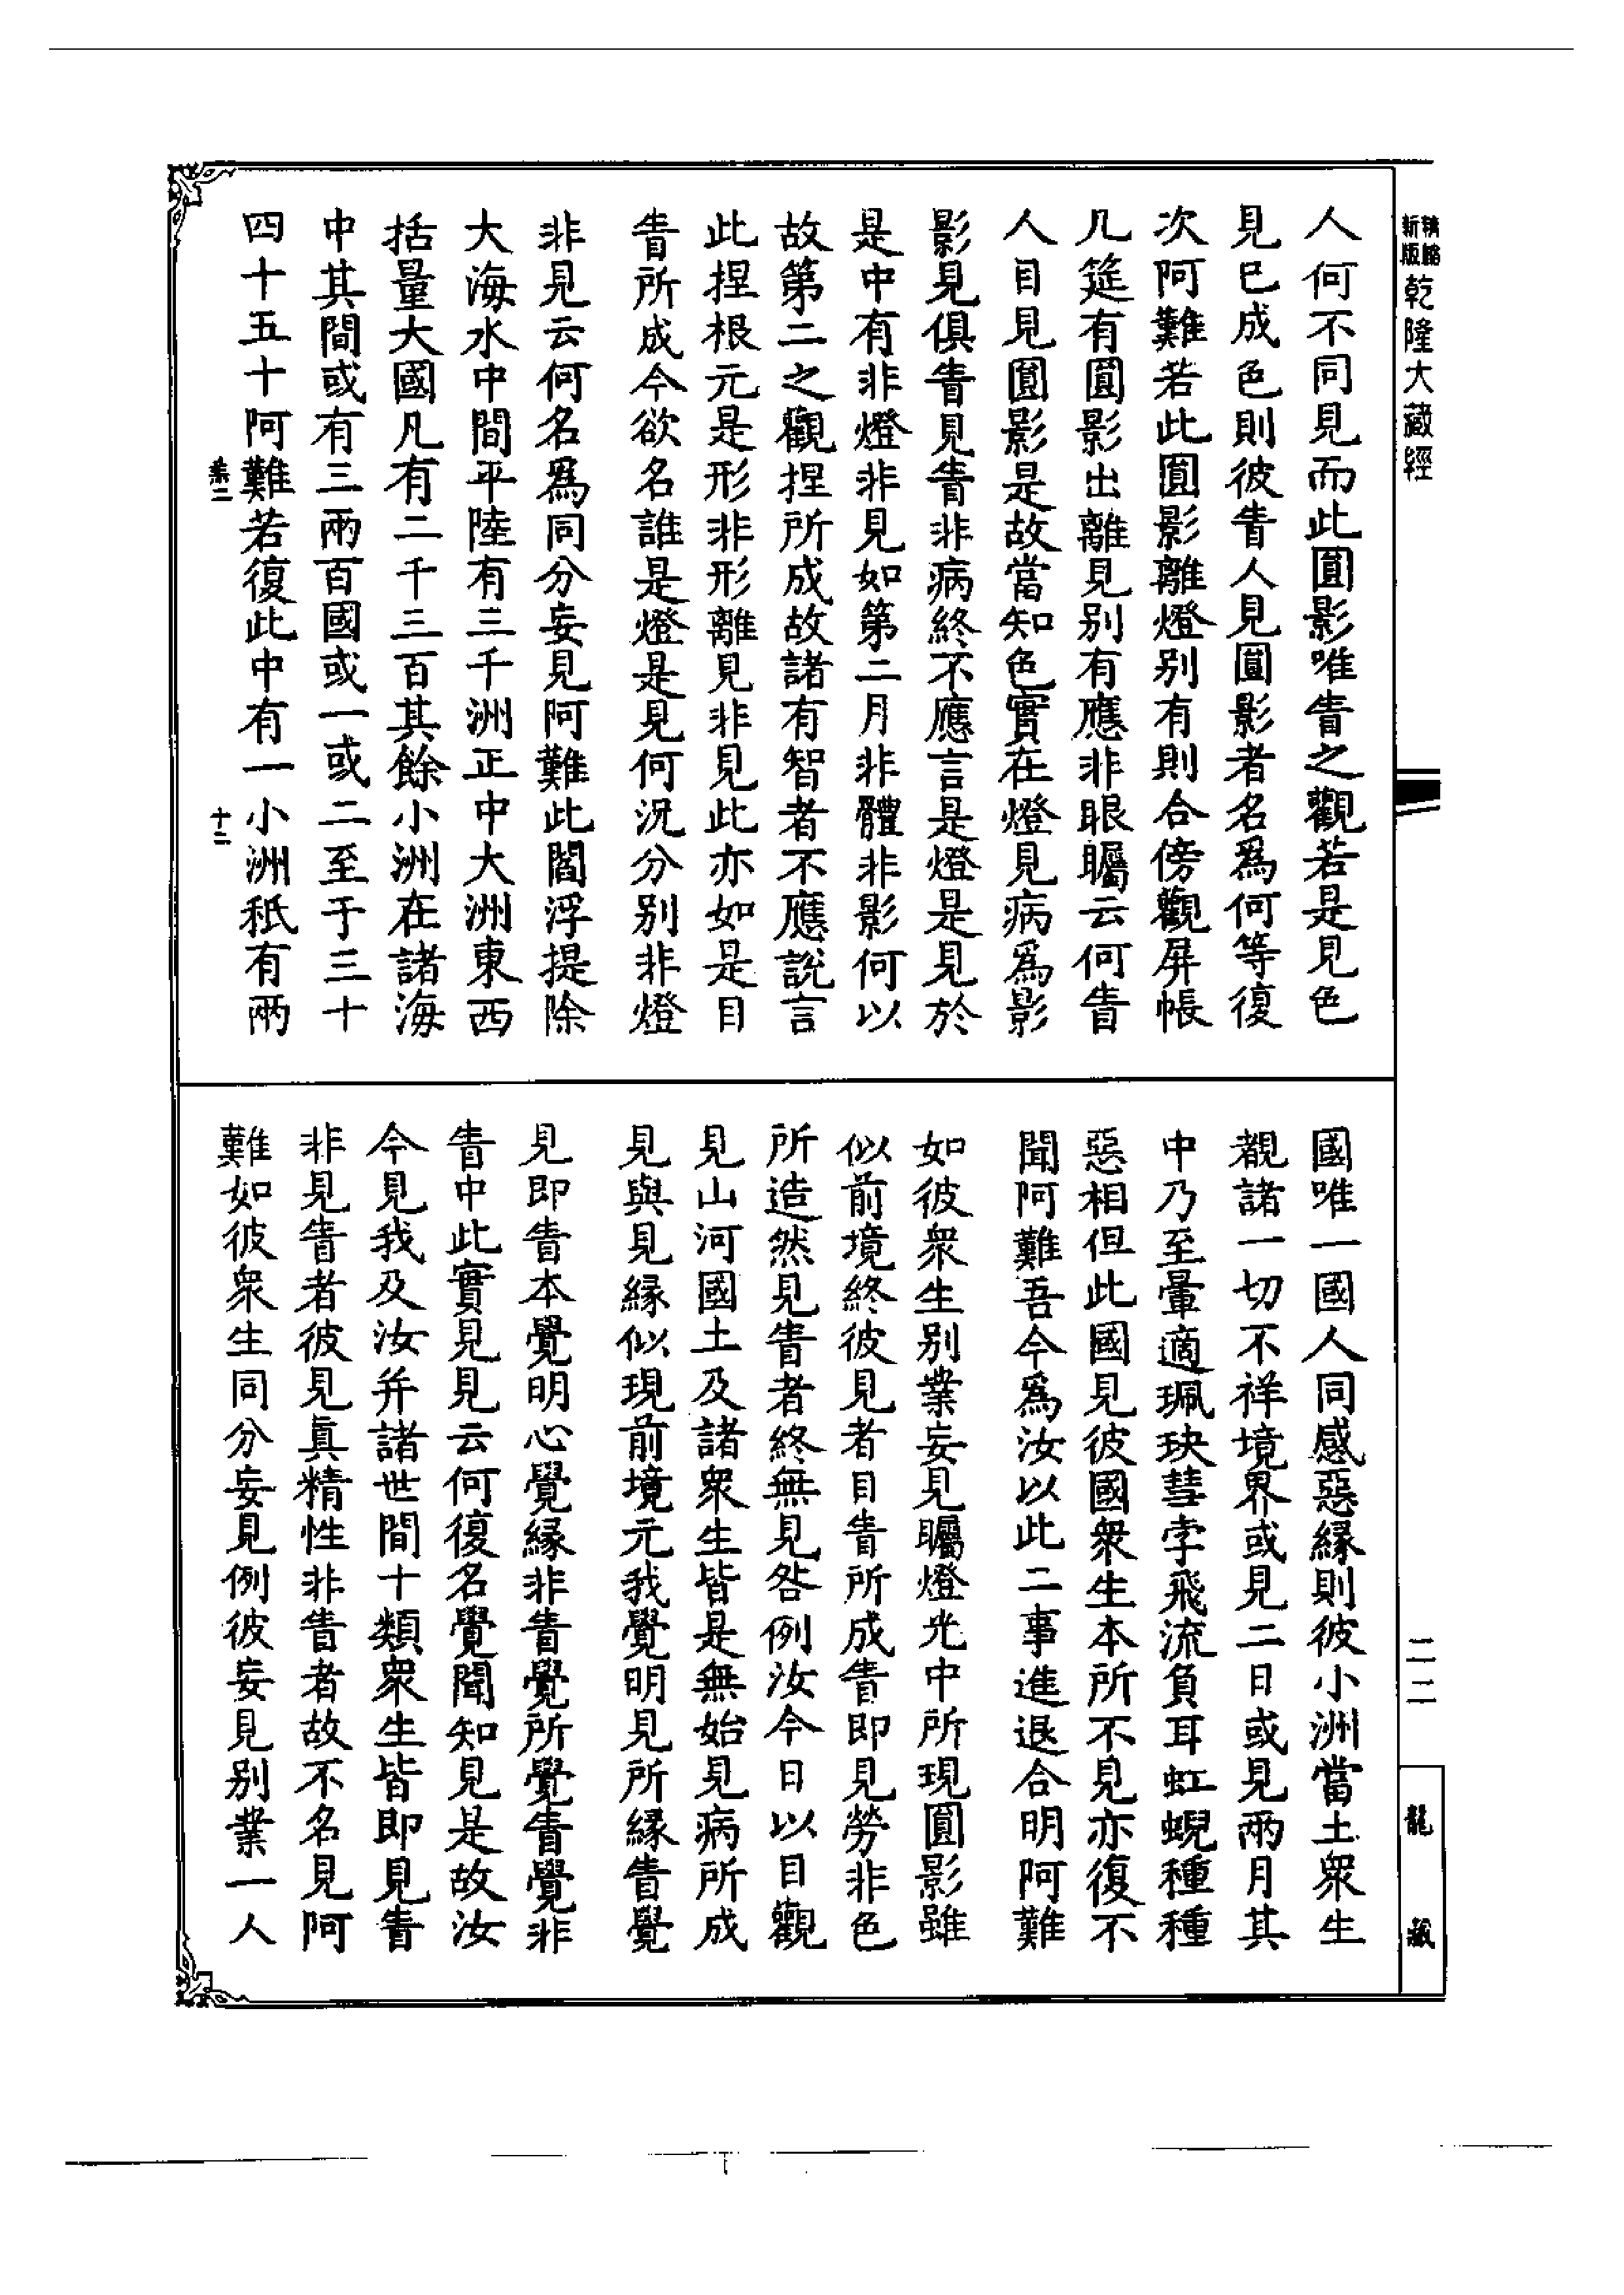 新版
乾隆大藏經
人何不同見而此圓影唯眚之觀若是見色
見已成色則彼眚人見圓影者名爲何等復
次阿難若此圓影離燈别有則合傍觀屏帳
几筵有圓影出離見别有應非眼矚云何眚
人目見圓影是故當知色實在燈見病爲影
影見俱眚見眚非病終不應言是燈是見於
是中有非燈非見如第二月非體非影何以
故第二之觀捏所成故諸有智者不應說言
此捏根元是形非形離見非見此亦如是目
眚所成今欲名誰是燈是見何況分别非燈
非見云何名爲同分妄見阿難此閻浮提除
大海水中間平陸有三千洲正中大洲東西
括量大國凡有二千三百其餘小洲在諸海
中其間或有三兩百國或一或二至于三十
四十五十阿難若復此中有一小洲秖有兩
十二
國唯一國人同感惡縁則彼小洲當土衆生
覩諸一切不祥境界或見二日或見兩月其
中乃至暈適珮玦彗孛飛流負耳虹蜺種種
惡相但此國見彼國衆生本所不見亦復不
聞阿難吾今爲汝以此二事進退合明阿難
如彼衆生别業妄見矚燈光中所現圓影雖
似前境終彼見者目眚所成眚即見勞非色
所造然見眚者終無見咎例汝今日以目觀
見山河國土及諸衆生皆是無始見病所成
見與見縁似現前境元我覺明見所縁眚覺
見即眚本覺明心覺縁非眚覺所覺眚覺非
眚中此實見見云何復名覺聞知見是故汝
今見我及汝并諸世間十類衆生皆即見眚
非見眚者彼見真精性非眚者故不名見阿
難如彼衆生同分妄見例彼妄見别業一人
二二
龍藏